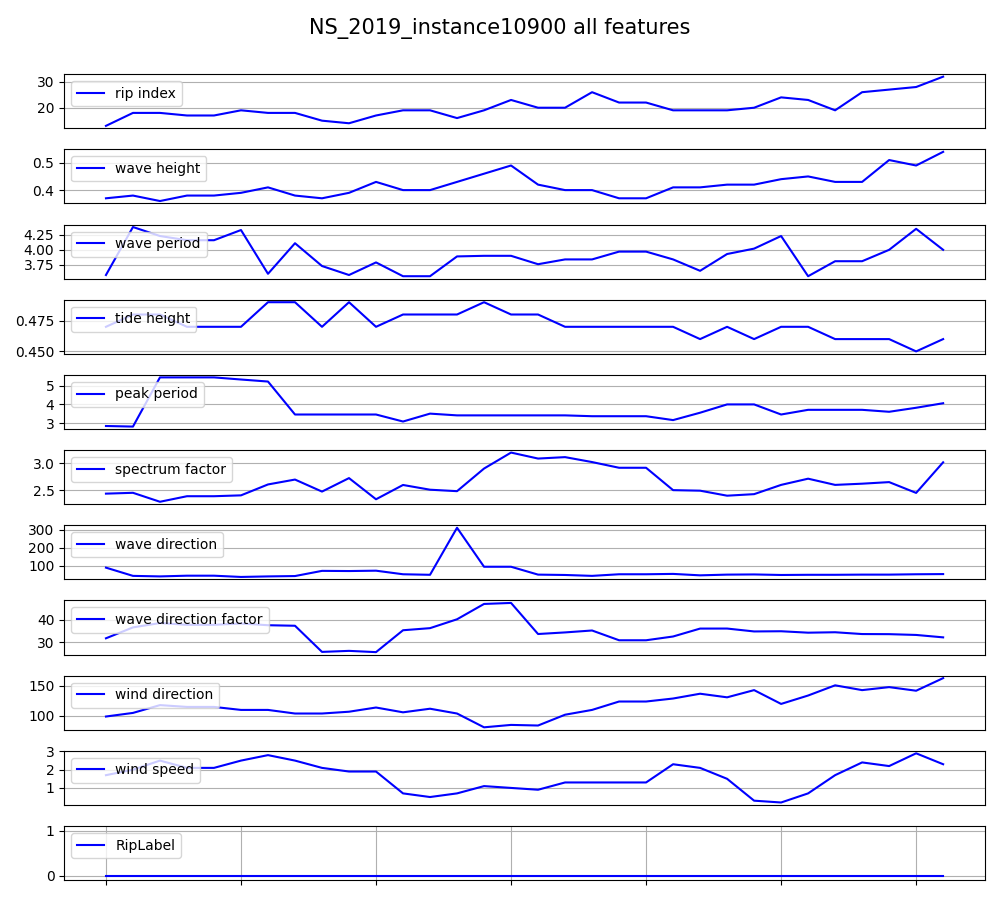 NS_2019_instance10900 all features
30
20
rip index
0.5
0.4
wave height
4.25
4.00
3.75
wave period
0.475
0.450
tide height
5
4
3
peak period
3.0
2.5
spectrum factor
300
200
100
wave direction
40
30
wave direction factor
150
100
wind direction
3
2
1
wind speed
1
0
RipLabel